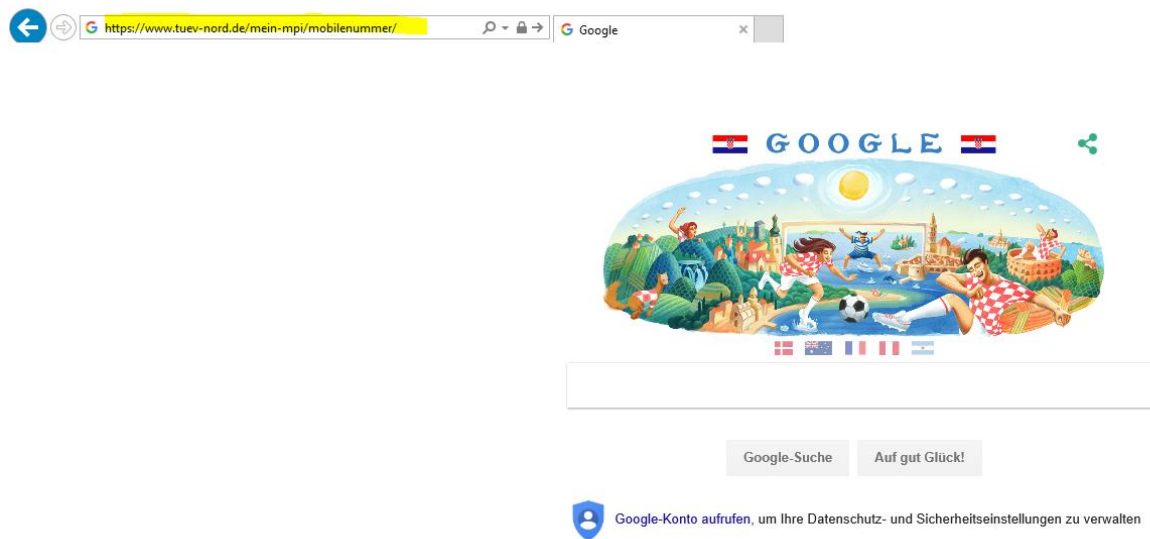 https://www.tuev-nord.de/mein-mpi/mobilenummer/
Google
GOOGLE
Google-Suche
Auf gut Glück!
Google-Konto aufrufen, um Ihre Datenschutz- und Sicherheitseinstellungen zu verwalten